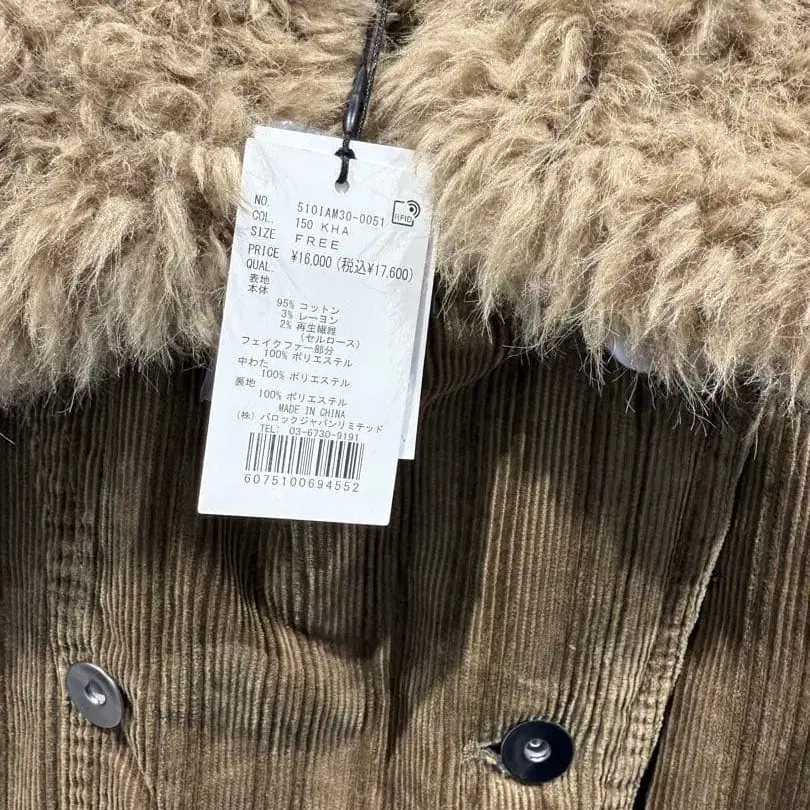 NO. 510IAM30-0051
COL. 150 KHA
SIZE FREE
PRICE ¥16,000 (税込¥17,600)
QUAL.
表地
本体
95% コットン
3% レーヨン
2% 再生繊維
(セルロース)
フェイクファー部分
100% ポリエステル
中わた
100% ポリエステル
裏地
100% ポリエステル
MADE IN CHINA
(株) バロックジャパンリミテッド
TEL: 03-6730-9191
6075100694552
RFID